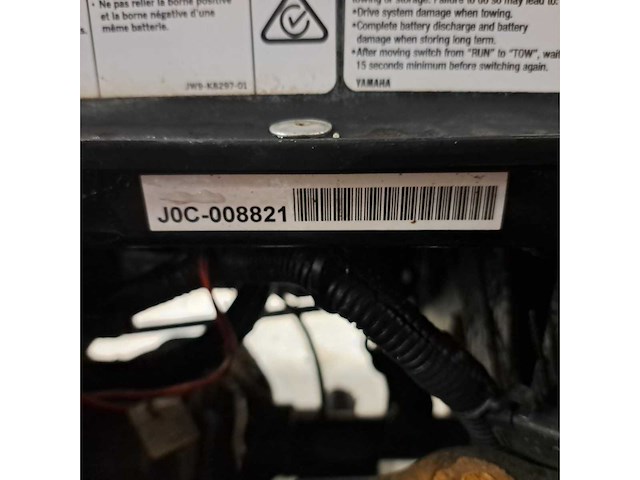 • Ne pas relier la borne positive
et la borne négative d'une
même batterie.
JW9-K8297-01
towing or storage. Failure to do so may lead to:
•Drive system damage when towing.
•Complete battery discharge and battery
damage when storing long term.
•After moving switch from "RUN" to "TOW", wait
15 seconds minimum before switching again.
YAMAHA
J0C-008821